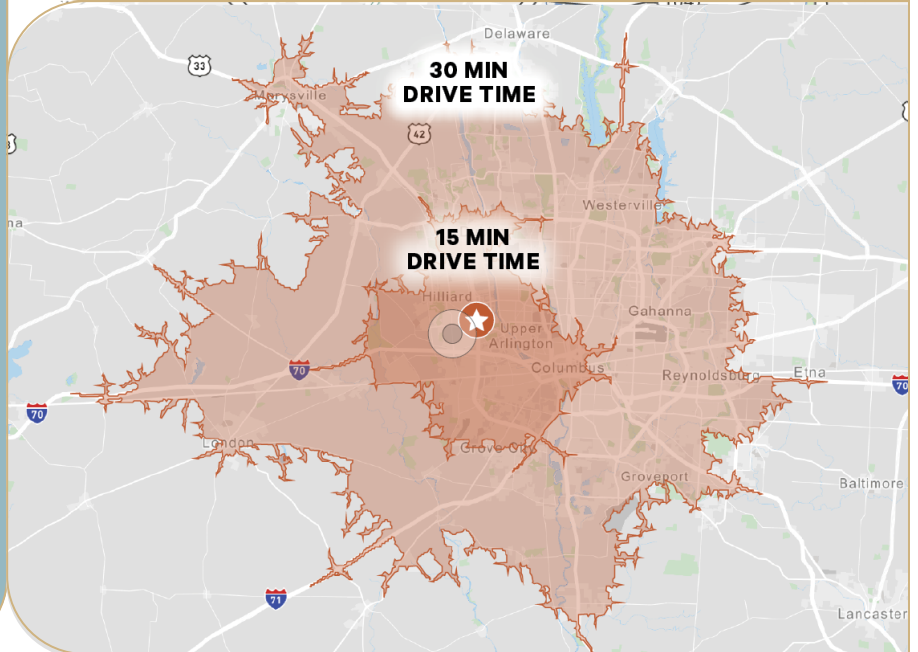 Delaware
33
30 MIN
DRIVE TIME
Marysville
42
Westerville
15 MIN
DRIVE TIME
Hilliard
Gahanna
Upper
Arlington
70
Columbus
Reynoldsburg
Etna
70
70
London
Grove City
Groveport
Baltimore
71
Lancaster